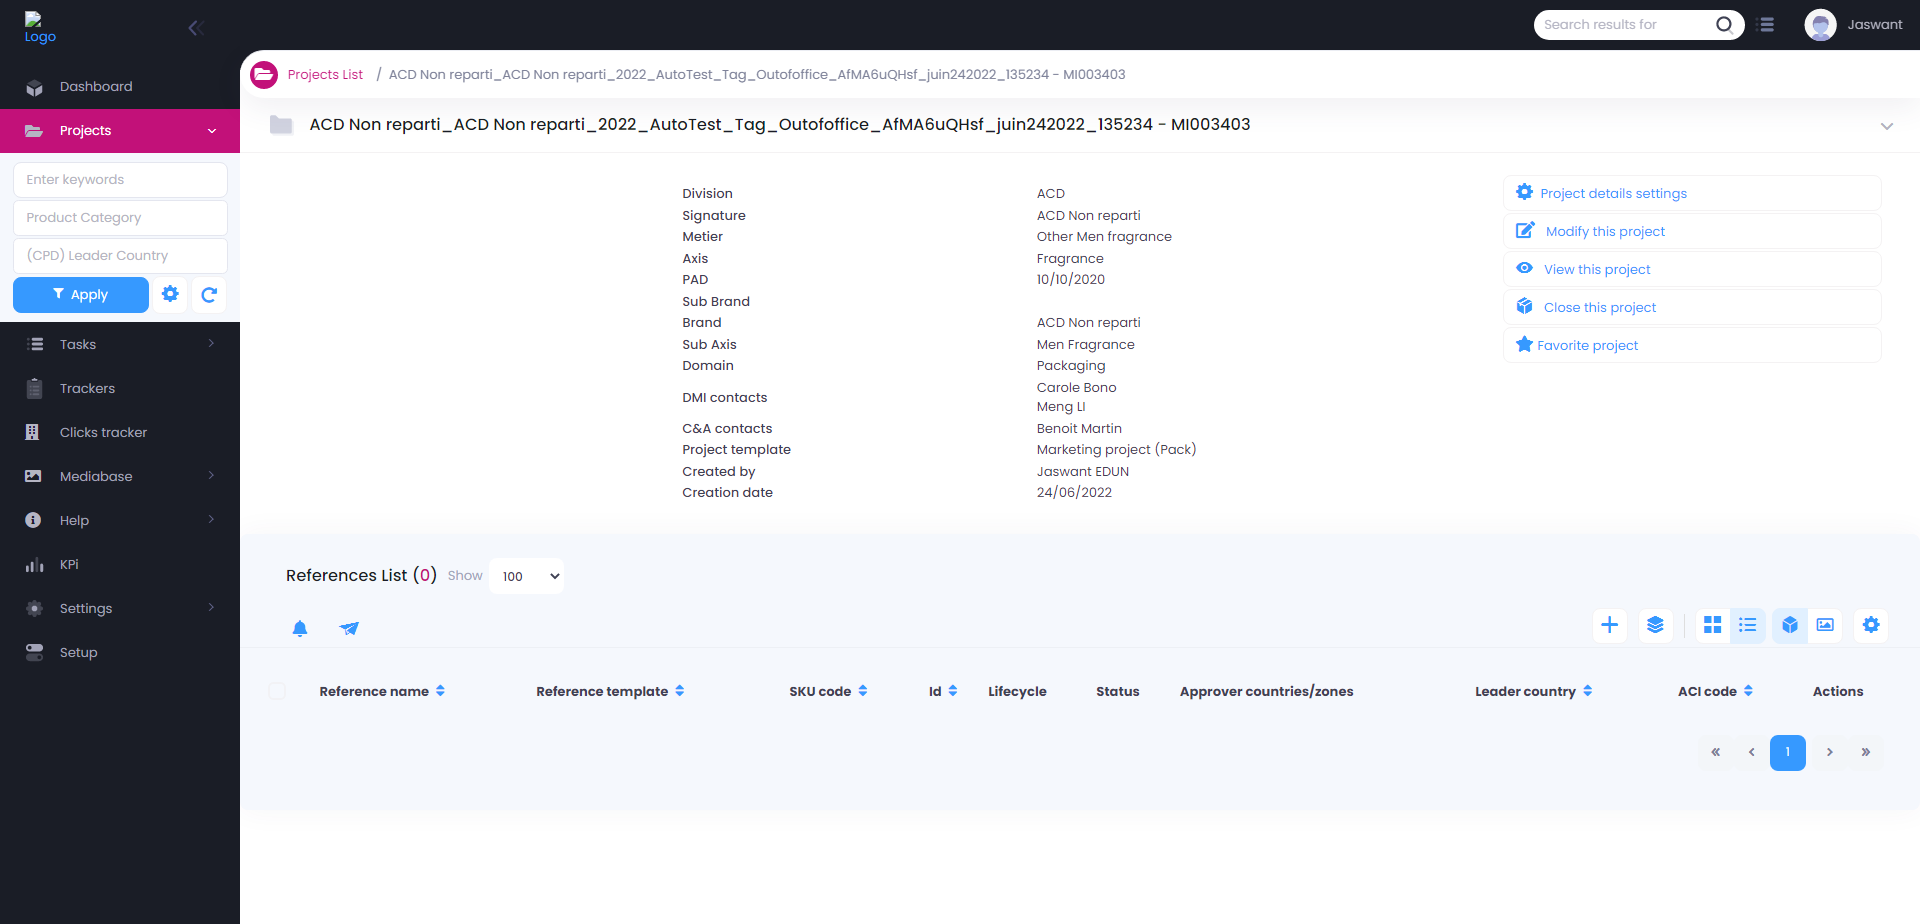 Logo
Search results for
Jaswant
Dashboard
Projects
Enter keywords
Product Category
(CPD) Leader Country
Apply
Tasks
Trackers
Clicks tracker
Mediabase
Help
KPi
Settings
Setup
Projects List / ACD Non reparti_ACD Non reparti_2022_AutoTest_Tag_Outofoffice_AfMA6uQHsf_juin242022_135234 - MI003403
ACD Non reparti_ACD Non reparti_2022_AutoTest_Tag_Outofoffice_AfMA6uQHsf_juin242022_135234 - MI003403
Division ACD
Signature ACD Non reparti
Metier Other Men fragrance
Axis Fragrance
PAD 10/10/2020
Sub Brand
Brand ACD Non reparti
Sub Axis Men Fragrance
Domain Packaging
DMI contacts Carole Bono
Meng LI
C&A contacts Benoit Martin
Project template Marketing project (Pack)
Created by Jaswant EDUN
Creation date 24/06/2022
Project details settings
Modify this project
View this project
Close this project
Favorite project
References List (0) Show 100
Reference name Reference template SKU code Id Lifecycle Status Approver countries/zones Leader country ACI code Actions
« ‹ 1 › »